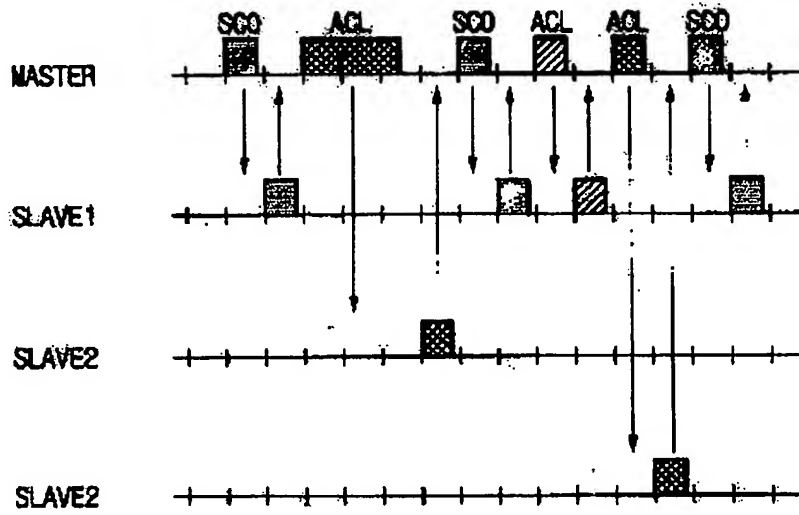 SCO ACL SCO ACL ACL SCO
MASTER
SLAVE1
SLAVE2
SLAVE2